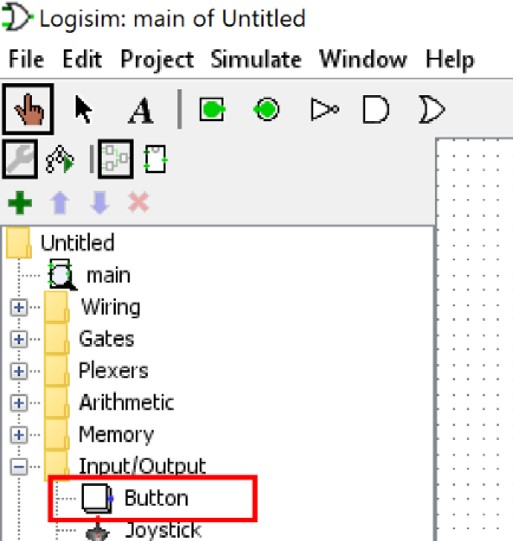 Logisim: main of Untitled
File Edit Project Simulate Window Help
A
Untitled
main
Wiring
Gates
Plexers
Arithmetic
Memory
Input/Output
Button
Joystick